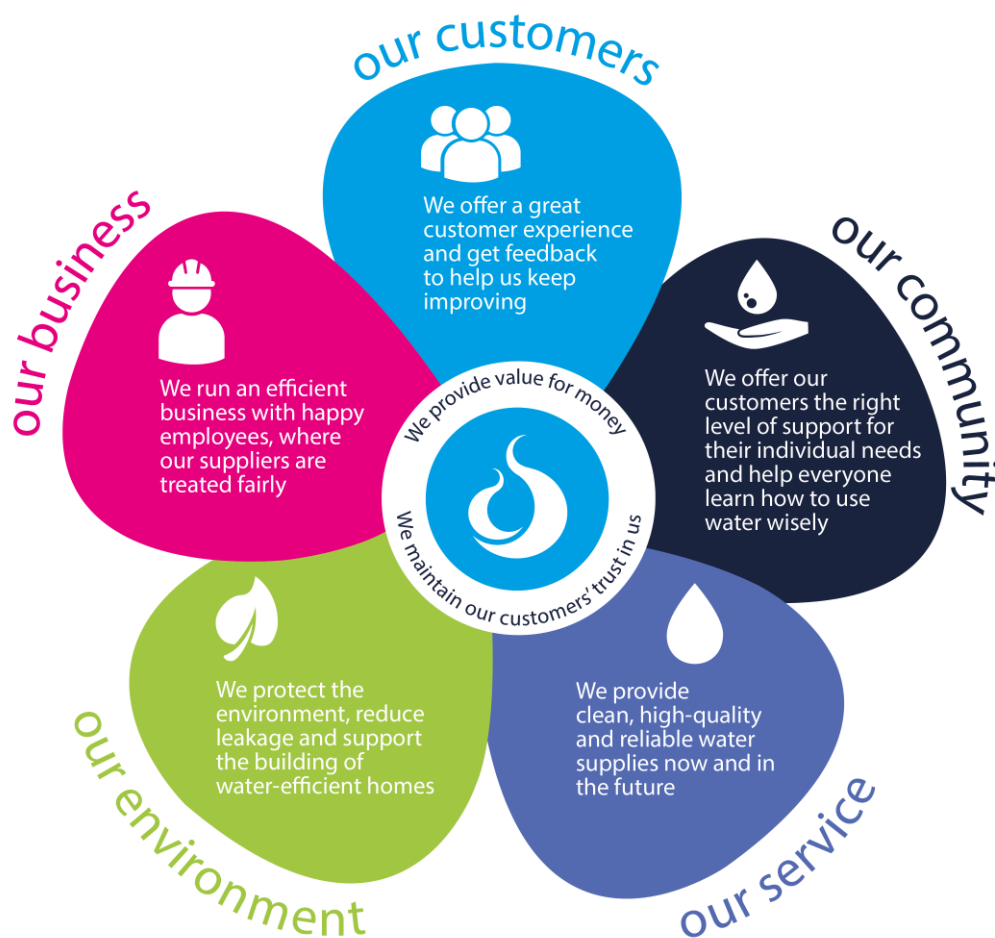 our customers
We offer a great
customer experience
and get feedback
to help us keep
improving
our community
We offer our
customers the right
level of support for
their individual needs
and help everyone
learn how to use
water wisely
our service
We provide
clean, high-quality
and reliable water
supplies now and in
the future
our environment
We protect the
environment, reduce
leakage and support
the building of
water-efficient homes
our business
We run an efficient
business with happy
employees, where
our suppliers are
treated fairly
We provide value for money
We maintain our customers’ trust in us